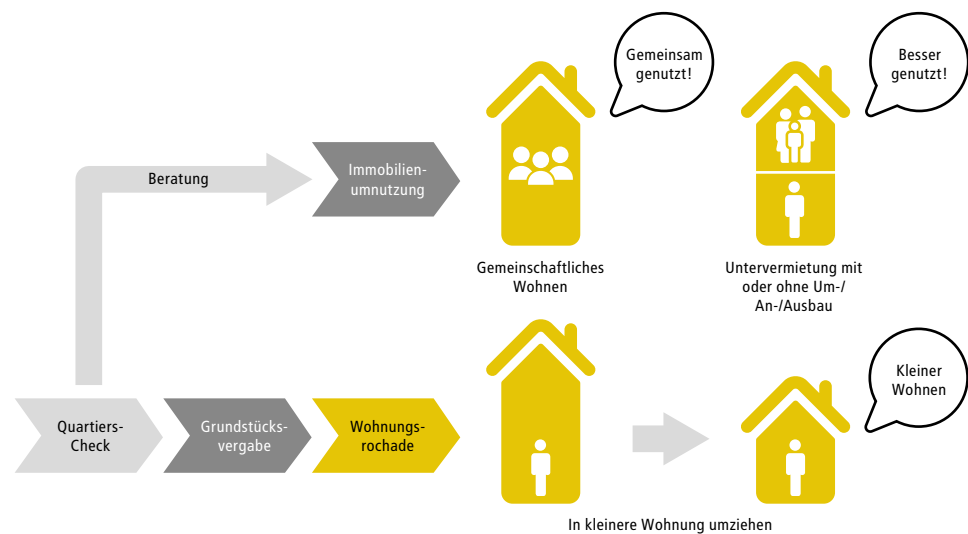 Gemeinsam
genutzt!
Besser
genutzt!
Beratung
Immobilien-
umnutzung
Gemeinschaftliches
Wohnen
Untervermietung mit
oder ohne Um-/
An-/Ausbau
Quartiers-
Check
Grundstücks-
vergabe
Wohnungs-
rochade
Kleiner
Wohnen
In kleinere Wohnung umziehen